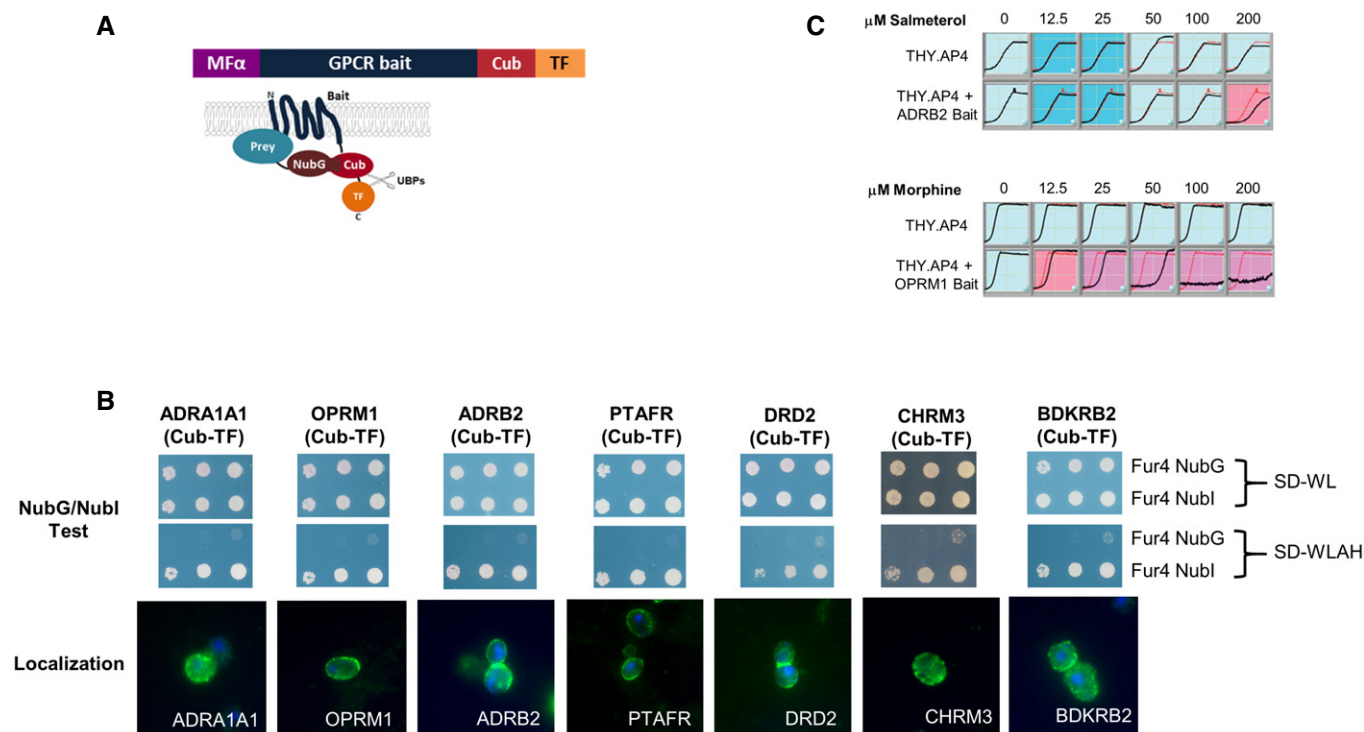 A
MFα GPCR bait Cub TF
N
Bait
Prey
NubG
Cub
UBPs
TF
C
C
μM Salmeterol 0 12.5 25 50 100 200
THY.AP4
THY.AP4 +
ADRB2 Bait
μM Morphine 0 12.5 25 50 100 200
THY.AP4
THY.AP4 +
OPRM1 Bait
B
ADRA1A1
(Cub-TF)
OPRM1
(Cub-TF)
ADRB2
(Cub-TF)
PTAFR
(Cub-TF)
DRD2
(Cub-TF)
CHRM3
(Cub-TF)
BDKRB2
(Cub-TF)
NubG/NubI
Test
Fur4 NubG
Fur4 NubI
SD-WL
Fur4 NubG
Fur4 NubI
SD-WLAH
Localization
ADRA1A1
OPRM1
ADRB2
PTAFR
DRD2
CHRM3
BDKRB2